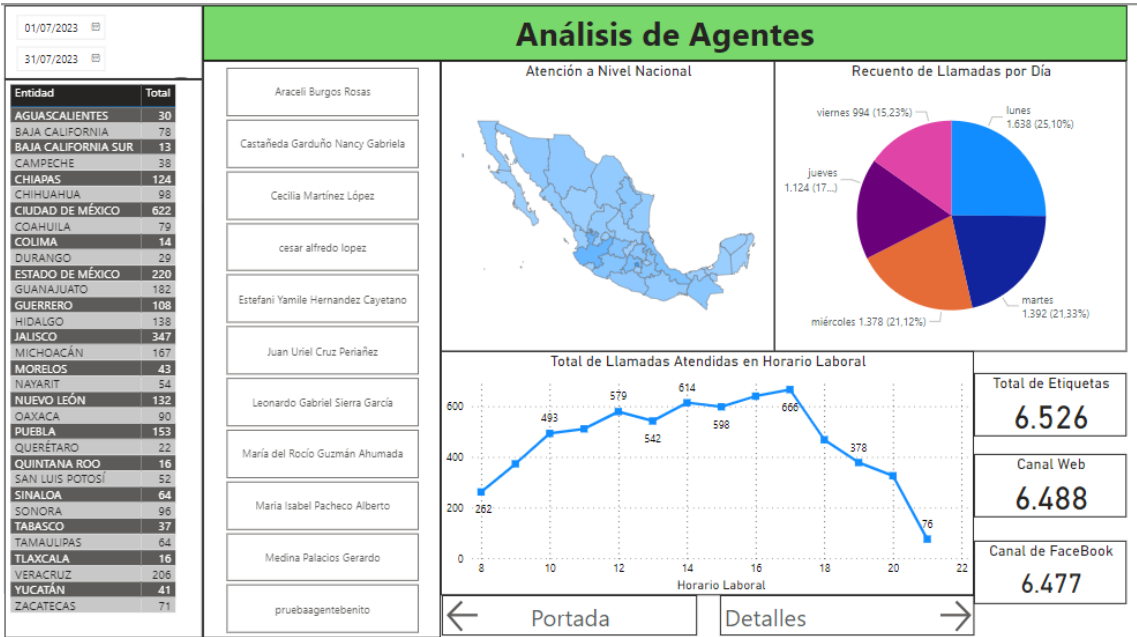 01/07/2023
31/07/2023
Análisis de Agentes
Entidad Total
AGUASCALIENTES 30
BAJA CALIFORNIA 78
BAJA CALIFORNIA SUR 13
CAMPECHE 38
CHIAPAS 124
CHIHUAHUA 98
CIUDAD DE MÉXICO 622
COAHUILA 79
COLIMA 14
DURANGO 29
ESTADO DE MÉXICO 220
GUANAJUATO 182
GUERRERO 108
HIDALGO 138
JALISCO 347
MICHOACÁN 167
MORELOS 43
NAYARIT 54
NUEVO LEÓN 132
OAXACA 90
PUEBLA 153
QUERÉTARO 22
QUINTANA ROO 16
SAN LUIS POTOSÍ 52
SINALOA 64
SONORA 96
TABASCO 37
TAMAULIPAS 64
TLAXCALA 16
VERACRUZ 206
YUCATÁN 41
ZACATECAS 71
Araceli Burgos Rosas
Castañeda Garduño Nancy Gabriela
Cecilia Martínez López
cesar alfredo lopez
Estefani Yamile Hernandez Cayetano
Juan Uriel Cruz Periañez
Leonardo Gabriel Sierra García
María del Rocío Guzmán Ahumada
Maria Isabel Pacheco Alberto
Medina Palacios Gerardo
pruebaagentebenito
Atención a Nivel Nacional
Recuento de Llamadas por Día
viernes 994 (15,23%)
lunes
1.638 (25,10%)
jueves
1.124 (17...)
miércoles 1.378 (21,12%)
martes
1.392 (21,33%)
Total de Llamadas Atendidas en Horario Laboral
600
400
200
0
262
493
579
542
614
598
666
378
76
8 10 12 14 16 18 20 22
Horario Laboral
Total de Etiquetas
6.526
Canal Web
6.488
Canal de FaceBook
6.477
Portada
Detalles